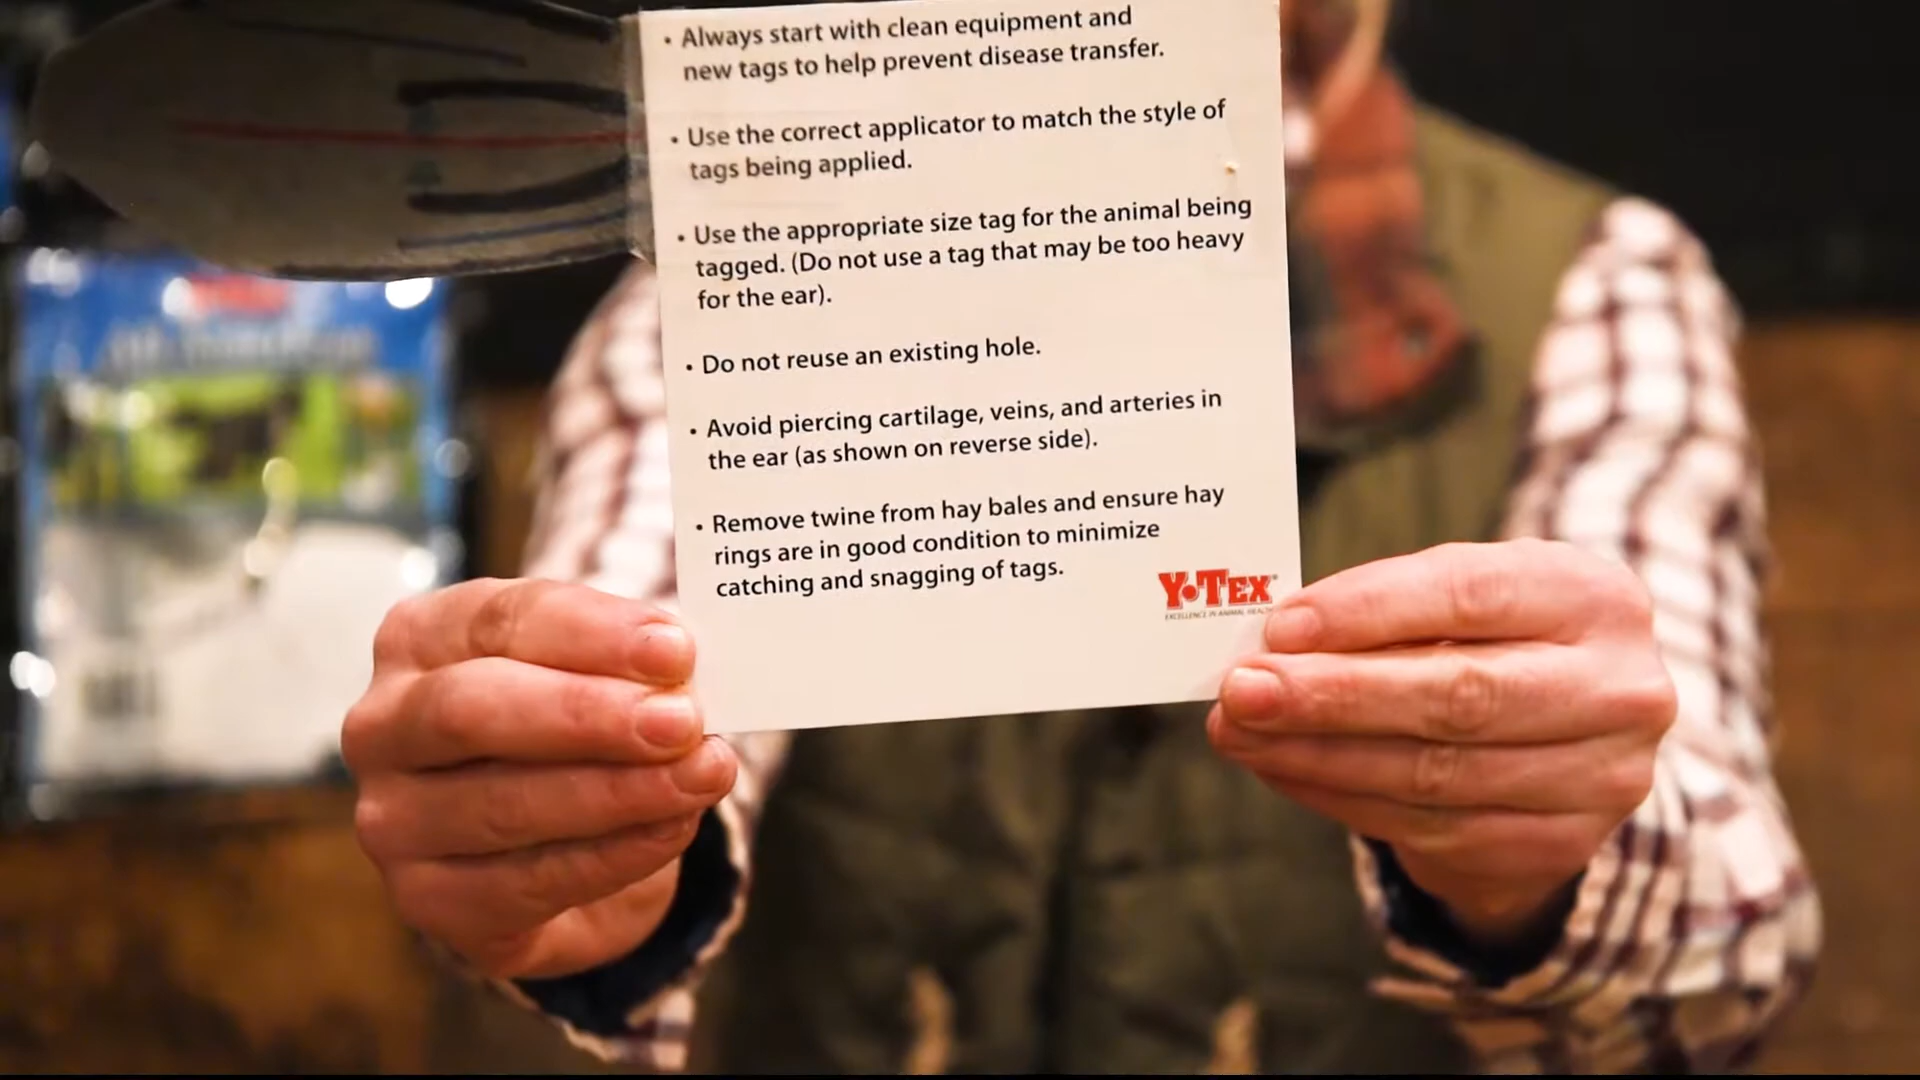 • Always start with clean equipment and
new tags to help prevent disease transfer.
• Use the correct applicator to match the style of
tags being applied.
• Use the appropriate size tag for the animal being
tagged. (Do not use a tag that may be too heavy
for the ear).
• Do not reuse an existing hole.
• Avoid piercing cartilage, veins, and arteries in
the ear (as shown on reverse side).
• Remove twine from hay bales and ensure hay
rings are in good condition to minimize
catching and snagging of tags.
Y•TEX
EXCELLENCE IN ANIMAL HEALTH